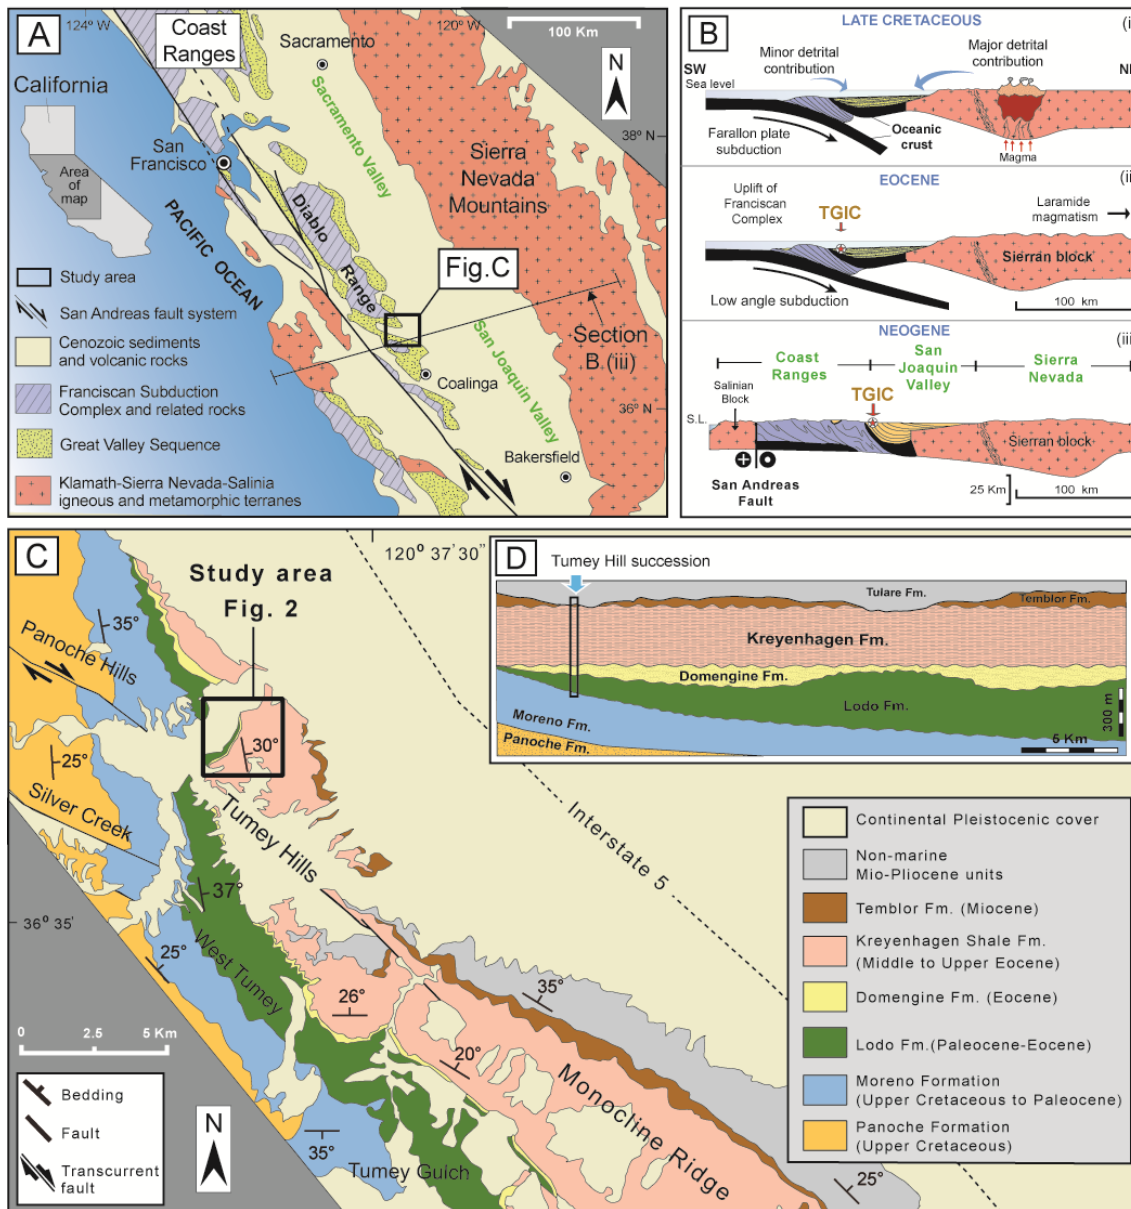 A
124° W
Coast
Ranges
Sacramento
120° W
100 Km
N
California
San
Francisco
Area
of
map
Sacramento Valley
38° N
Sierra
Nevada
Mountains
Diablo
Range
PACIFIC OCEAN
Fig.C
Study area
San Andreas fault system
Cenozoic sediments
and volcanic rocks
Franciscan Subduction
Complex and related rocks
Great Valley Sequence
Klamath-Sierra Nevada-Salinia
igneous and metamorphic terranes
Section
B.(iii)
Coalinga
San Joaquin Valley
36° N
Bakersfield
B
LATE CRETACEOUS
(i
Minor detrital
contribution
Major detrital
contribution
SW
Sea level
Farallon plate
subduction
Oceanic
crust
Magma
EOCENE
(ii
Uplift of
Franciscan
Complex
TGIC
Laramide
magmatism
Sierran block
Low angle subduction
100 km
NEOGENE
(iii
Coast
Ranges
San
Joaquin
Valley
Sierra
Nevada
Salinian
Block
TGIC
S.L.
Sierran block
San Andreas
Fault
25 Km
100 km
C
120° 37' 30"
Study area
Fig. 2
35°
Panoche Hills
30°
25°
Silver Creek
Tumey Hills
Interstate 5
37°
36° 35'
West Tumey
25°
26°
35°
20°
0 2.5 5 Km
Monocline Ridge
Bedding
Fault
Transcurrent
fault
N
35°
Tumey Gulch
25°
D
Tumey Hill succession
Tulare Fm.
Temblor Fm.
Kreyenhagen Fm.
Domengine Fm.
Lodo Fm.
Moreno Fm.
Panoche Fm.
300 m
5 Km
Continental Pleistocenic cover
Non-marine
Mio-Pliocene units
Temblor Fm. (Miocene)
Kreyenhagen Shale Fm.
(Middle to Upper Eocene)
Domengine Fm. (Eocene)
Lodo Fm.(Paleocene-Eocene)
Moreno Formation
(Upper Cretaceous to Paleocene)
Panoche Formation
(Upper Cretaceous)